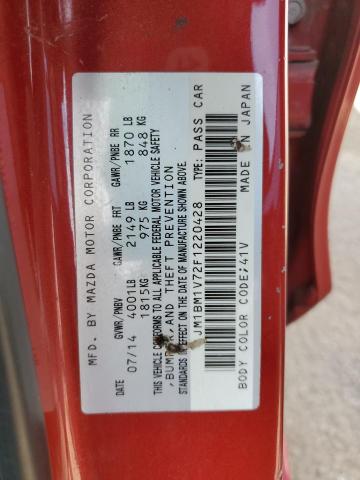 MFD. BY MAZDA MOTOR CORPORATION
DATE GVWR/PNBV GAWR/PNBE FRT GAWR/PNBE RR
07/14 4001LB 2149 LB 1870 LB
1815KG 975 KG 848 KG
THIS VEHICLE CONFORMS TO ALL APPLICABLE FEDERAL MOTOR VEHICLE SAFETY
, BUMPER, AND THEFT PREVENTION
STANDARDS IN EFFECT ON THE DATE OF MANUFACTURE SHOWN ABOVE.
JM1BM1V72F1220428 TYPE: PASS CAR
BODY COLOR CODE;41V MADE IN JAPAN